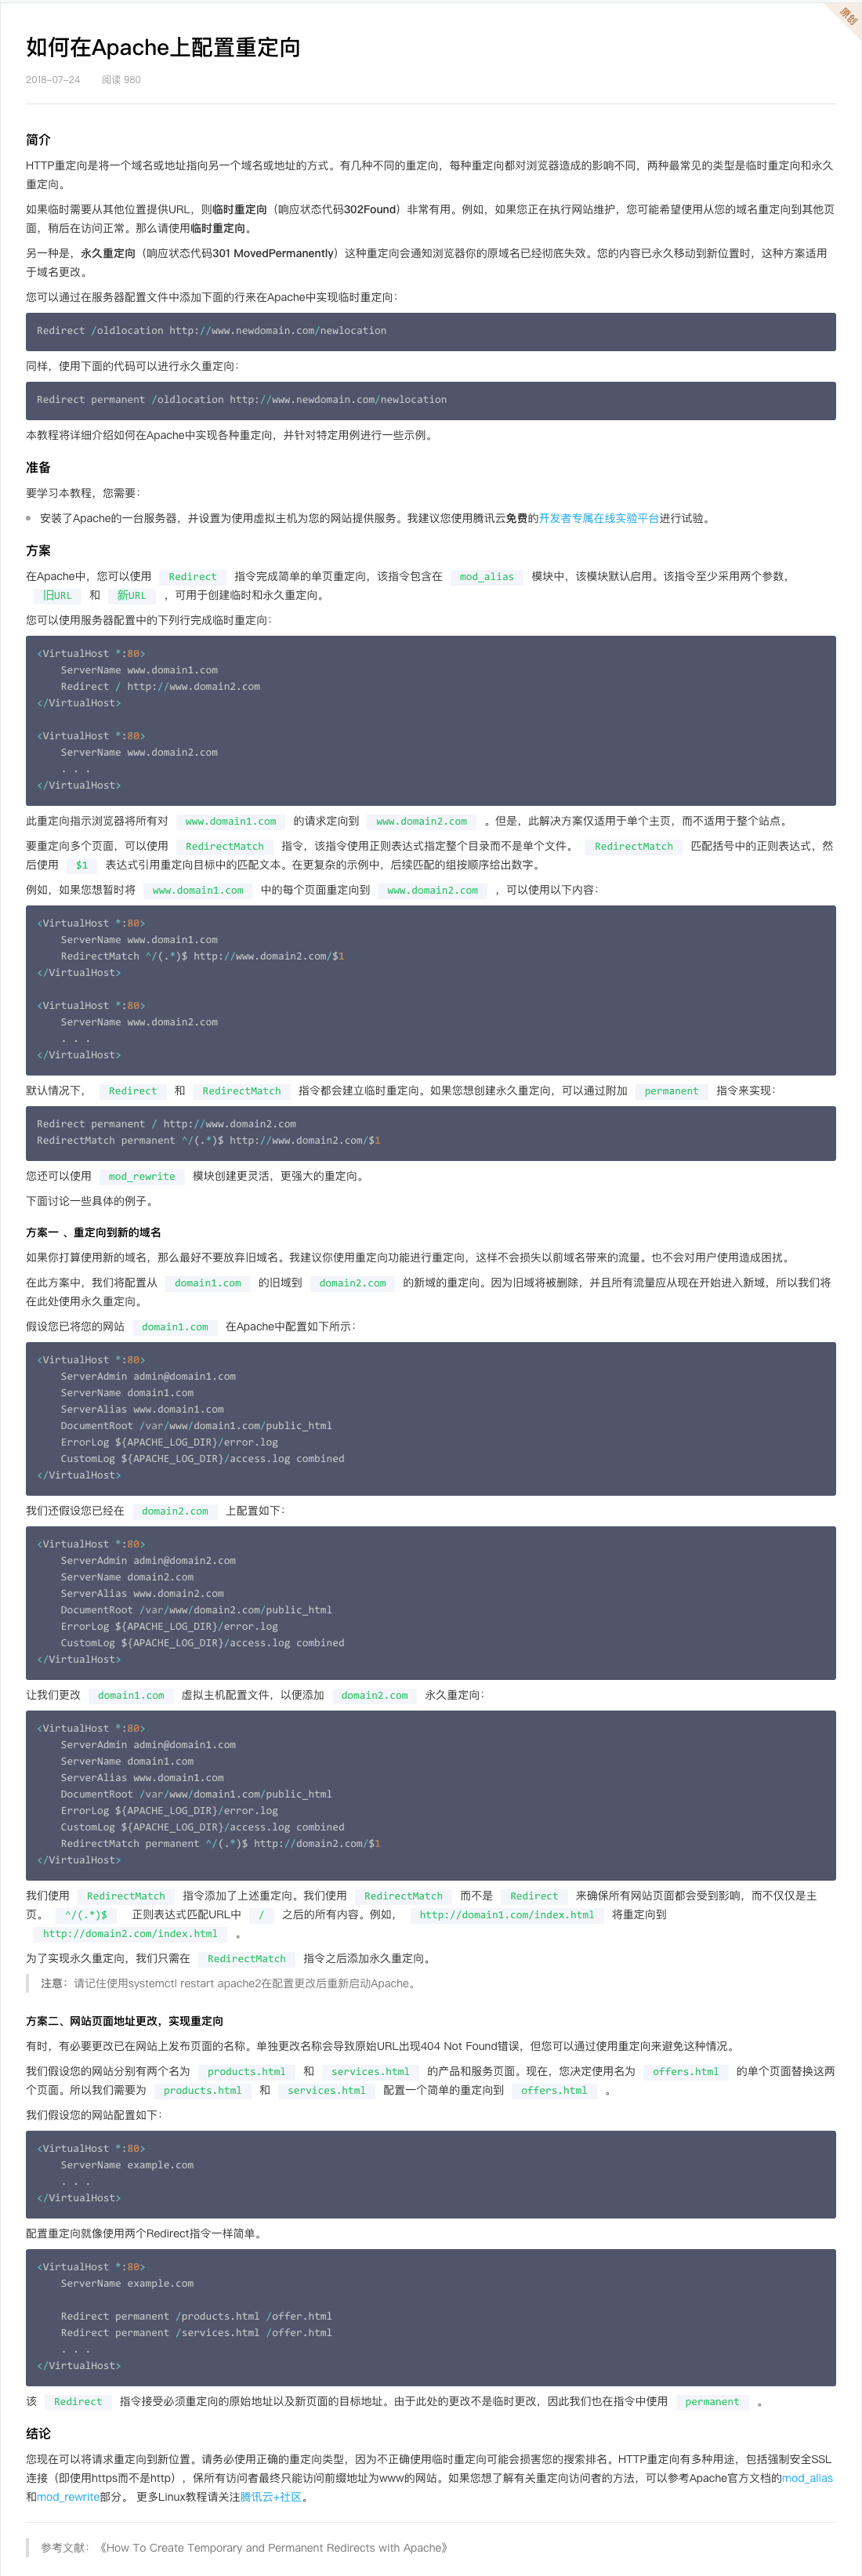 原创
如何在Apache上配置重定向
2018-07-24 阅读 980
简介
HTTP重定向是将一个域名或地址指向另一个域名或地址的方式。有几种不同的重定向，每种重定向都对浏览器造成的影响不同，两种最常见的类型是临时重定向和永久
重定向。
如果临时需要从其他位置提供URL，则临时重定向（响应状态代码302Found）非常有用。例如，如果您正在执行网站维护，您可能希望使用从您的域名重定向到其他页
面，稍后在访问正常。那么请使用临时重定向。
另一种是，永久重定向（响应状态代码301 MovedPermanently）这种重定向会通知浏览器你的原域名已经彻底失效。您的内容已永久移动到新位置时，这种方案适用
于域名更改。
您可以通过在服务器配置文件中添加下面的行来在Apache中实现临时重定向：
Redirect /oldlocation http://www.newdomain.com/newlocation
同样，使用下面的代码可以进行永久重定向：
Redirect permanent /oldlocation http://www.newdomain.com/newlocation
本教程将详细介绍如何在Apache中实现各种重定向，并针对特定用例进行一些示例。
准备
要学习本教程，您需要：
安装了Apache的一台服务器，并设置为使用虚拟主机为您的网站提供服务。我建议您使用腾讯云免费的开发者专属在线实验平台进行试验。
方案
在Apache中，您可以使用 Redirect 指令完成简单的单页重定向，该指令包含在 mod_alias 模块中，该模块默认启用。该指令至少采用两个参数，
旧URL 和 新URL ，可用于创建临时和永久重定向。
您可以使用服务器配置中的下列行完成临时重定向：
<VirtualHost *:80>
    ServerName www.domain1.com
    Redirect / http://www.domain2.com
</VirtualHost>
<VirtualHost *:80>
    ServerName www.domain2.com
    . . .
</VirtualHost>
此重定向指示浏览器将所有对 www.domain1.com 的请求定向到 www.domain2.com 。但是，此解决方案仅适用于单个主页，而不适用于整个站点。
要重定向多个页面，可以使用 RedirectMatch 指令，该指令使用正则表达式指定整个目录而不是单个文件。 RedirectMatch 匹配括号中的正则表达式，然
后使用 $1 表达式引用重定向目标中的匹配文本。在更复杂的示例中，后续匹配的组按顺序给出数字。
例如，如果您想暂时将 www.domain1.com 中的每个页面重定向到 www.domain2.com ，可以使用以下内容：
<VirtualHost *:80>
    ServerName www.domain1.com
    RedirectMatch ^/(.*)$ http://www.domain2.com/$1
</VirtualHost>
<VirtualHost *:80>
    ServerName www.domain2.com
    . . .
</VirtualHost>
默认情况下， Redirect 和 RedirectMatch 指令都会建立临时重定向。如果您想创建永久重定向，可以通过附加 permanent 指令来实现：
Redirect permanent / http://www.domain2.com
RedirectMatch permanent ^/(.*)$ http://www.domain2.com/$1
您还可以使用 mod_rewrite 模块创建更灵活，更强大的重定向。
下面讨论一些具体的例子。
方案一 、重定向到新的域名
如果你打算使用新的域名，那么最好不要放弃旧域名。我建议你使用重定向功能进行重定向，这样不会损失以前域名带来的流量。也不会对用户使用造成困扰。
在此方案中，我们将配置从 domain1.com 的旧域到 domain2.com 的新域的重定向。因为旧域将被删除，并且所有流量应从现在开始进入新域，所以我们将
在此处使用永久重定向。
假设您已将您的网站 domain1.com 在Apache中配置如下所示：
<VirtualHost *:80>
    ServerAdmin admin@domain1.com
    ServerName domain1.com
    ServerAlias www.domain1.com
    DocumentRoot /var/www/domain1.com/public_html
    ErrorLog ${APACHE_LOG_DIR}/error.log
    CustomLog ${APACHE_LOG_DIR}/access.log combined
</VirtualHost>
我们还假设您已经在 domain2.com 上配置如下：
<VirtualHost *:80>
    ServerAdmin admin@domain2.com
    ServerName domain2.com
    ServerAlias www.domain2.com
    DocumentRoot /var/www/domain2.com/public_html
    ErrorLog ${APACHE_LOG_DIR}/error.log
    CustomLog ${APACHE_LOG_DIR}/access.log combined
</VirtualHost>
让我们更改 domain1.com 虚拟主机配置文件，以便添加 domain2.com 永久重定向：
<VirtualHost *:80>
    ServerAdmin admin@domain1.com
    ServerName domain1.com
    ServerAlias www.domain1.com
    DocumentRoot /var/www/domain1.com/public_html
    ErrorLog ${APACHE_LOG_DIR}/error.log
    CustomLog ${APACHE_LOG_DIR}/access.log combined
    RedirectMatch permanent ^/(.*)$ http://domain2.com/$1
</VirtualHost>
我们使用 RedirectMatch 指令添加了上述重定向。我们使用 RedirectMatch 而不是 Redirect 来确保所有网站页面都会受到影响，而不仅仅是主
页。 ^/(.*)$ 正则表达式匹配URL中 / 之后的所有内容。例如， http://domain1.com/index.html 将重定向到
http://domain2.com/index.html 。
为了实现永久重定向，我们只需在 RedirectMatch 指令之后添加永久重定向。
注意：请记住使用systemctl restart apache2在配置更改后重新启动Apache。
方案二、网站页面地址更改，实现重定向
有时，有必要更改已在网站上发布页面的名称。单独更改名称会导致原始URL出现404 Not Found错误，但您可以通过使用重定向来避免这种情况。
我们假设您的网站分别有两个名为 products.html 和 services.html 的产品和服务页面。现在，您决定使用名为 offers.html 的单个页面替换这两
个页面。所以我们需要为 products.html 和 services.html 配置一个简单的重定向到 offers.html 。
我们假设您的网站配置如下：
<VirtualHost *:80>
    ServerName example.com
    . . .
</VirtualHost>
配置重定向就像使用两个Redirect指令一样简单。
<VirtualHost *:80>
    ServerName example.com
    Redirect permanent /products.html /offer.html
    Redirect permanent /services.html /offer.html
    . . .
</VirtualHost>
该 Redirect 指令接受必须重定向的原始地址以及新页面的目标地址。由于此处的更改不是临时更改，因此我们也在指令中使用 permanent 。
结论
您现在可以将请求重定向到新位置。请务必使用正确的重定向类型，因为不正确使用临时重定向可能会损害您的搜索排名。HTTP重定向有多种用途，包括强制安全SSL
连接（即使用https而不是http），保所有访问者最终只能访问前缀地址为www的网站。如果您想了解有关重定向访问者的方法，可以参考Apache官方文档的mod_alias
和mod_rewrite部分。 更多Linux教程请关注腾讯云+社区。
参考文献：《How To Create Temporary and Permanent Redirects with Apache》